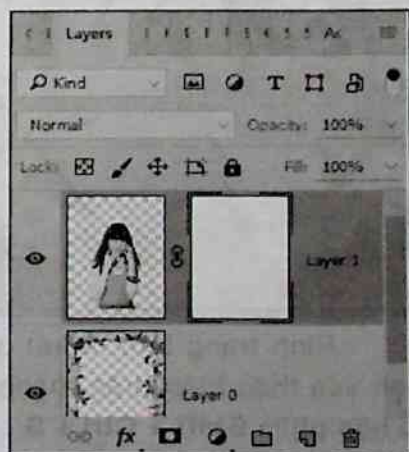 Layers
Kind
Normal Opacity: 100%
Lock: Fill: 100%
Layer 1
Layer 0
fx